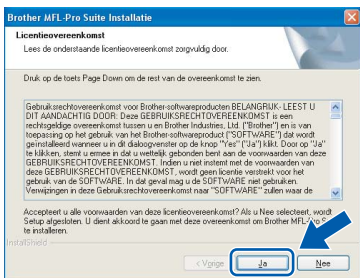 Brother MFL-Pro Suite Installatie
Licentieovereenkomst
Lees de onderstaande licentieovereenkomst zorgvuldig door.
Druk op de toets Page Down om de rest van de overeenkomst te zien.
Gebruiksrechtovereenkomst voor Brother-softwareproducten BELANGRIJK- LEEST U
DIT AANDACHTIG DOOR: Deze GEBRUIKSRECHTOVEREENKOMST is een
rechtsgeldige overeenkomst tussen u en Brother Industries, Ltd. ("Brother") en is van
toepassing op het gebruik van het Brother-softwareproduct ("SOFTWARE") dat wordt
geïnstalleerd wanneer u in dit dialoogvenster op de knop "Yes" ("Ja") klikt. Door op "Ja"
te klikken, stemt u ermee in dat u wettelijk gebonden bent aan de voorwaarden van deze
GEBRUIKSRECHTOVEREENKOMST. Indien u niet instemt met de voorwaarden van
deze GEBRUIKSRECHTOVEREENKOMST, wordt geen licentie verstrekt voor het
gebruik van de SOFTWARE. In dat geval mag u de SOFTWARE niet gebruiken.
Verwijzingen in deze Gebruiksrechtovereenkomst naar "SOFTWARE" zullen waar de
Accepteert u alle voorwaarden van deze licentieovereenkomst? Als u Nee selecteert, wordt
Setup afgesloten. U dient akkoord te gaan met deze overeenkomst om Brother MFL-Pro
te installeren.
InstallShield
< Vorige
Ja
Nee